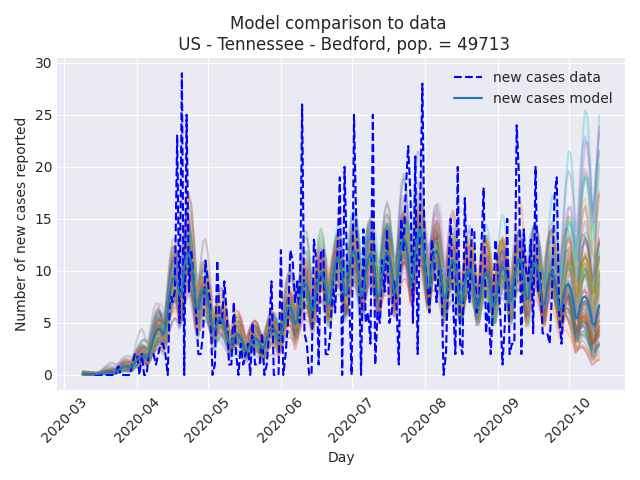 Model comparison to data
US - Tennessee - Bedford, pop. = 49713
new cases data
new cases model
Number of new cases reported
30
25
20
15
10
5
0
2020-03
2020-04
2020-05
2020-06
2020-07
2020-08
2020-09
2020-10
Day